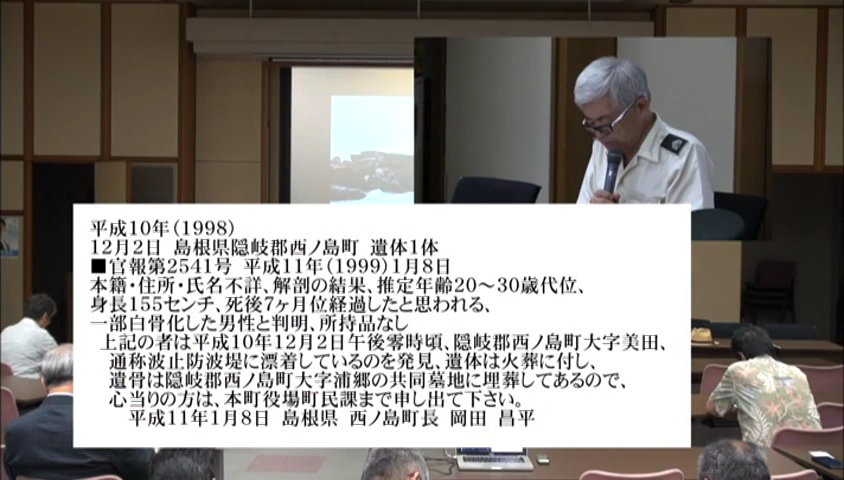 平成10年(1998)
12月2日 島根県隠岐郡西ノ島町 遺体1体
■官報第2541号 平成11年(1999)1月8日
本籍・住所・氏名不詳、解剖の結果、推定年齢20～30歳代位、
身長155センチ、死後7ヶ月位経過したと思われる、
一部白骨化した男性と判明、所持品なし
上記の者は平成10年12月2日午後零時頃、隠岐郡西ノ島町大字美田、
通称波止防波堤に漂着しているのを発見、遺体は火葬に付し、
遺骨は隠岐郡西ノ島町大字浦郷の共同墓地に埋葬してあるので、
心当りの方は、本町役場町民課まで申し出て下さい。
平成11年1月8日 島根県 西ノ島町長 岡田 昌平